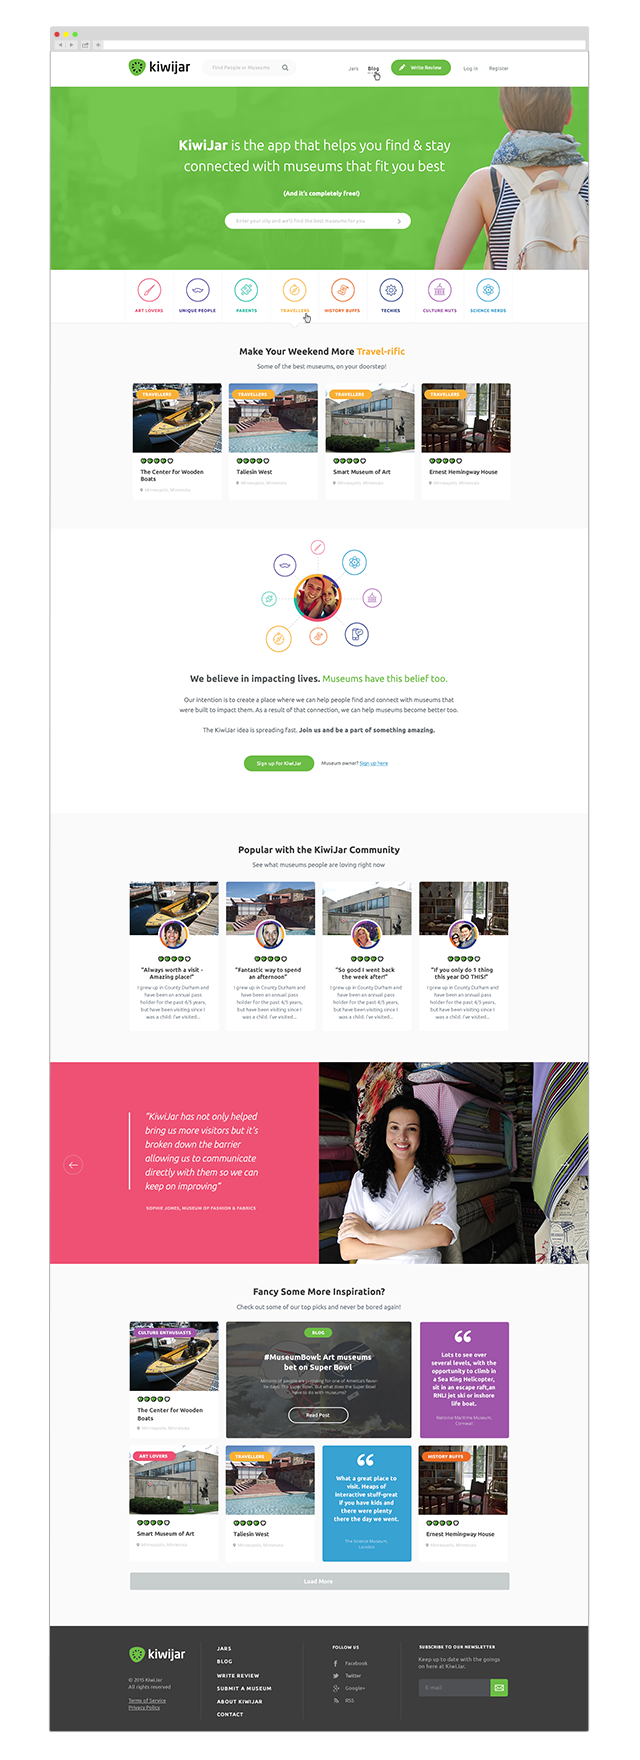 kiwijar
Find People or Museums
Jars
Blog
Write Review
Log In
Register
KiwiJar is the app that helps you find & stay
connected with museums that fit you best
(And it's completely free!)
Enter your city and we'll find the best museums for you
ART LOVERS
UNIQUE PEOPLE
PARENTS
TRAVELLERS
HISTORY BUFFS
TECHIES
CULTURE NUTS
SCIENCE NERDS
Make Your Weekend More Travel-rific
Some of the best museums, on your doorstep!
TRAVELLERS
TRAVELLERS
TRAVELLERS
TRAVELLERS
The Center for Wooden
Boats
Minneapolis, Minnesota
Taliesin West
Minneapolis, Minnesota
Smart Museum of Art
Minneapolis, Minnesota
Ernest Hemingway House
Minneapolis, Minnesota
We believe in impacting lives. Museums have this belief too.
Our intention is to create a place where we can help people find and connect with museums that
were built to impact them. As a result of that connection, we can help museums become better too.
The KiwiJar idea is spreading fast. Join us and be a part of something amazing.
Sign up for KiwiJar
Museum owner? Sign up here
Popular with the KiwiJar Community
See what museums people are loving right now
"Always worth a visit -
Amazing place!"
I grew up in County Durham and
have been an annual pass
holder for the past 4/5 years,
but have been visiting since I
was a child. I've visited...
"Fantastic way to spend
an afternoon"
I grew up in County Durham and
have been an annual pass
holder for the past 4/5 years,
but have been visiting since I
was a child. I've visited...
"So good I went back
the week after!"
I grew up in County Durham and
have been an annual pass
holder for the past 4/5 years,
but have been visiting since I
was a child. I've visited...
"If you only do 1 thing
this year DO THIS!"
I grew up in County Durham and
have been an annual pass
holder for the past 4/5 years,
but have been visiting since I
was a child. I've visited...
"KiwiJar has not only helped
bring us more visitors but it's
broken down the barrier
allowing us to communicate
directly with them so we can
keep on improving"
SOPHIE JONES, MUSEUM OF FASHION & FABRICS
Fancy Some More Inspiration?
Check out some of our top picks and never be bored again!
CULTURE ENTHUSIASTS
The Center for Wooden
Boats
Minneapolis, Minnesota
BLOG
#MuseumBowl: Art museums
bet on Super Bowl
Millions of people are preparing for one of America's favor-
ite days: The Super Bowl. But what does the Super Bowl
have to do with museums?
Read Post
Lots to see over
several levels, with the
opportunity to climb in
a Sea King Helicopter,
sit in an escape raft,an
RNLI jet ski or inshore
life boat.
National Maritime Museum,
Cornwall
ART LOVERS
Smart Museum of Art
Minneapolis, Minnesota
TRAVELLERS
Taliesin West
Minneapolis, Minnesota
What a great place to
visit. Heaps of
interactive stuff-great
if you have kids and
there were plenty
there the day we went.
The Science Museum,
London
HISTORY BUFFS
Ernest Hemingway House
Minneapolis, Minnesota
Load More
kiwijar
© 2015 KiwiJar
All rights reserved
Terms of Service
Privacy Policy
JARS
BLOG
WRITE REVIEW
SUBMIT A MUSEUM
ABOUT KIWIJAR
CONTACT
FOLLOW US
Facebook
Twitter
Google+
RSS
SUBSCRIBE TO OUR NEWSLETTER
Keep up to date with the goings
on here at KiwiJar.
E-mail